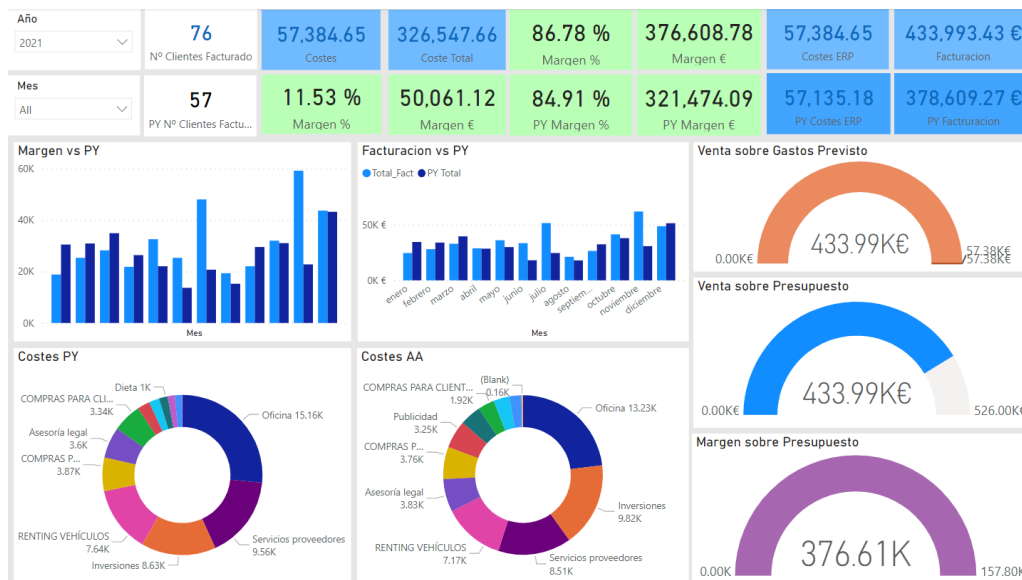 Año
2021
76
Nº Clientes Facturado
57,384.65
Costes
326,547.66
Coste Total
86.78 %
Margen %
376,608.78
Margen €
57,384.65
Costes ERP
433,993.43 €
Facturacion
Mes
All
57
PY Nº Clientes Factu...
11.53 %
Margen %
50,061.12
Margen €
84.91 %
PY Margen %
321,474.09
PY Margen €
57,135.18
PY Costes ERP
378,609.27 €
PY Factruracion
Margen vs PY
60K
40K
20K
0K
Mes
Facturacion vs PY
Total_Fact PY Total
50K €
0K €
enero
febrero
marzo
abril
mayo
junio
julio
agosto
septiem...
octubre
noviembre
diciembre
Mes
Venta sobre Gastos Previsto
433.99K€
0.00K€
57.38K€
57.38K€
Venta sobre Presupuesto
433.99K€
0.00K€
526.00K€
Costes PY
Dieta 1K
COMPRAS PARA CLI...
3.34K
Asesoría legal
3.6K
COMPRAS P...
3.87K
RENTING VEHÍCULOS
7.64K
Inversiones 8.63K
Servicios proveedores
9.56K
Oficina 15.16K
Costes AA
(Blank)
0.16K
COMPRAS PARA CLIENT...
1.92K
Publicidad
3.25K
COMPRAS P...
3.76K
Asesoría legal
3.83K
RENTING VEHÍCULOS
7.17K
Servicios proveedores
8.51K
Inversiones
9.82K
Oficina 13.23K
Margen sobre Presupuesto
376.61K
0.00K
157.80K